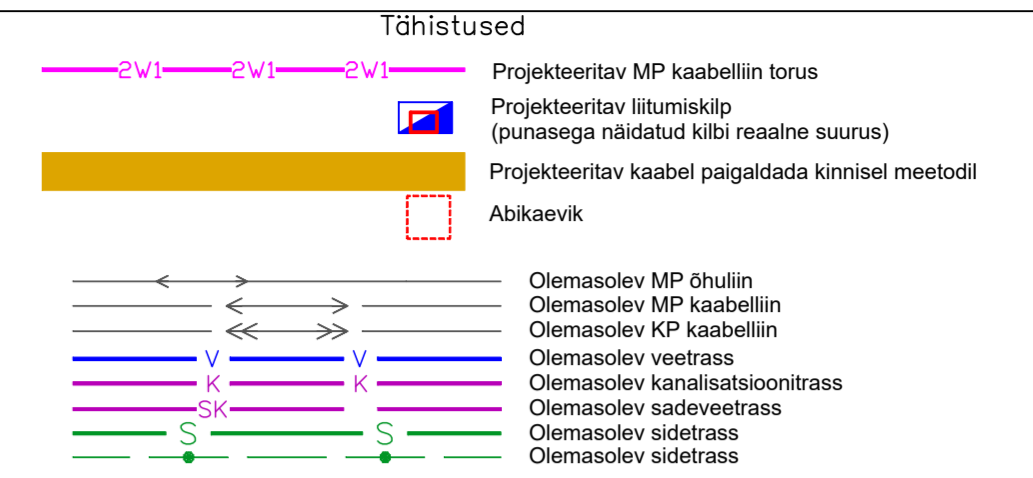 Tähistused
2W1 2W1 2W1 Projekteeritav MP kaabelliin torus
Projekteeritav liitumiskilp
(punasega näidatud kilbi reaalne suurus)
Projekteeritav kaabel paigaldada kinnisel meetodil
Abikaevik
Olemasolev MP õhuliin
Olemasolev MP kaabelliin
Olemasolev KP kaabelliin
V V Olemasolev veetrass
K K Olemasolev kanalisatsioonitrass
SK Olemasolev sadeveetrass
S S Olemasolev sidetrass
Olemasolev sidetrass